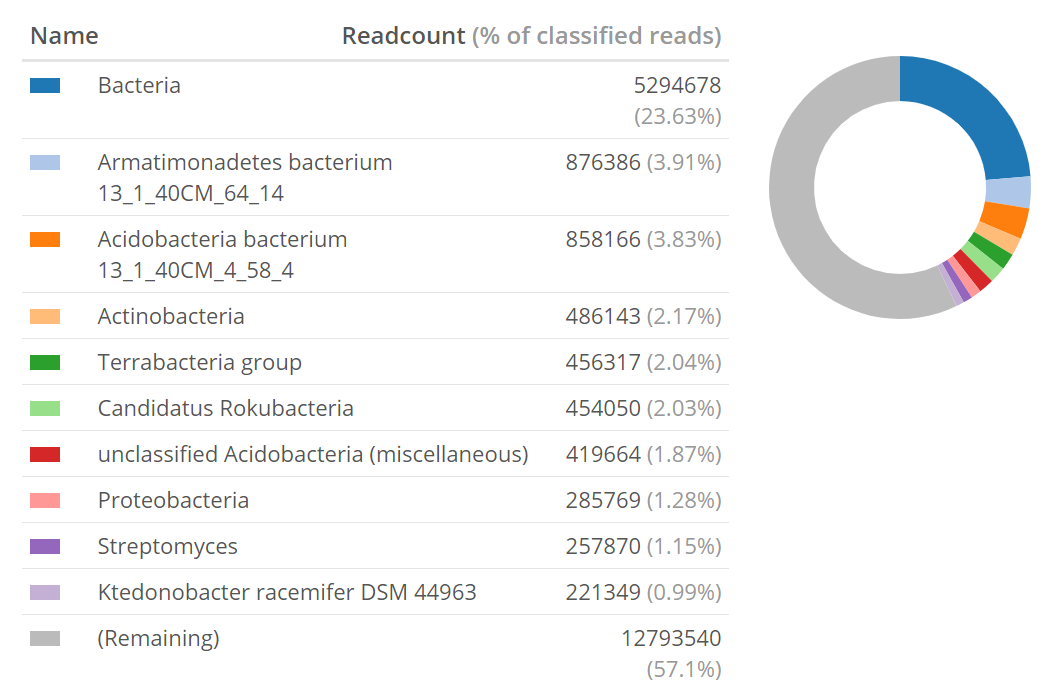 Name Readcount (% of classified reads)
Bacteria 5294678
(23.63%)
Armatimonadetes bacterium 876386 (3.91%)
13_1_40CM_64_14
Acidobacteria bacterium 858166 (3.83%)
13_1_40CM_4_58_4
Actinobacteria 486143 (2.17%)
Terrabacteria group 456317 (2.04%)
Candidatus Rokubacteria 454050 (2.03%)
unclassified Acidobacteria (miscellaneous) 419664 (1.87%)
Proteobacteria 285769 (1.28%)
Streptomyces 257870 (1.15%)
Ktedonobacter racemifer DSM 44963 221349 (0.99%)
(Remaining) 12793540
(57.1%)